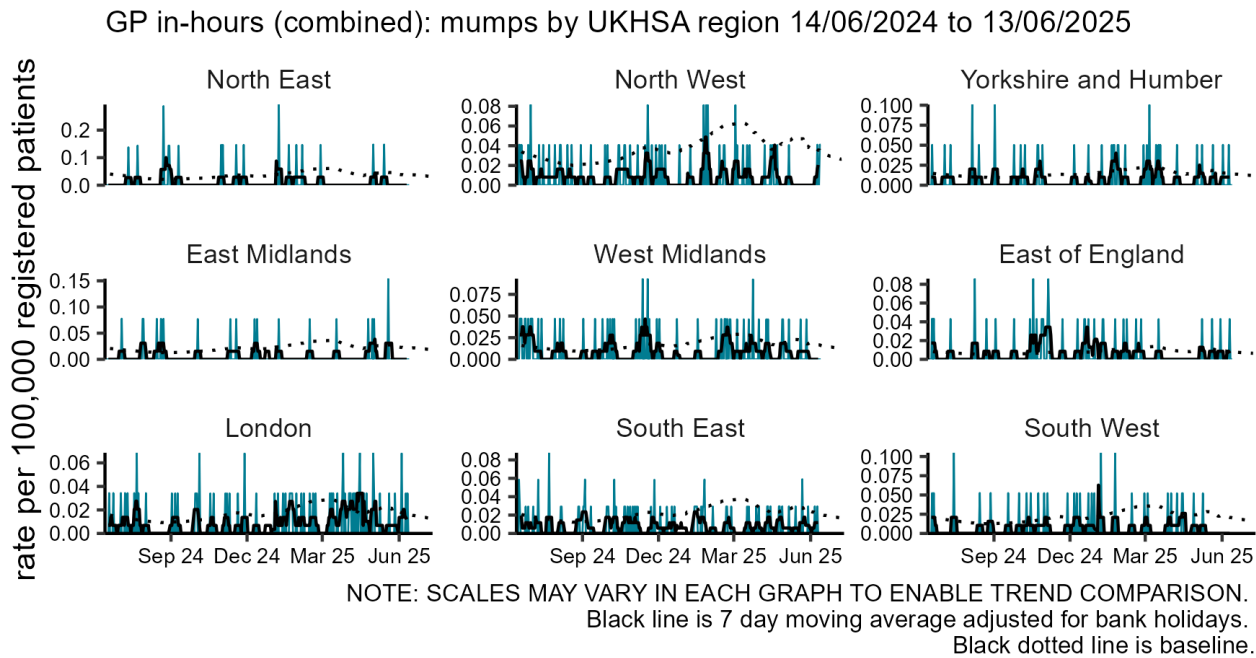 GP in-hours (combined): mumps by UKHSA region 14/06/2024 to 13/06/2025
rate per 100,000 registered patients
North East
0.2
0.1
0.0
North West
0.08
0.06
0.04
0.02
0.00
Yorkshire and Humber
0.100
0.075
0.050
0.025
0.000
East Midlands
0.15
0.10
0.05
0.00
West Midlands
0.075
0.050
0.025
0.000
East of England
0.08
0.06
0.04
0.02
0.00
London
0.06
0.04
0.02
0.00
Sep 24 Dec 24 Mar 25 Jun 25
South East
0.08
0.06
0.04
0.02
0.00
Sep 24 Dec 24 Mar 25 Jun 25
South West
0.100
0.075
0.050
0.025
0.000
Sep 24 Dec 24 Mar 25 Jun 25
NOTE: SCALES MAY VARY IN EACH GRAPH TO ENABLE TREND COMPARISON.
Black line is 7 day moving average adjusted for bank holidays.
Black dotted line is baseline.